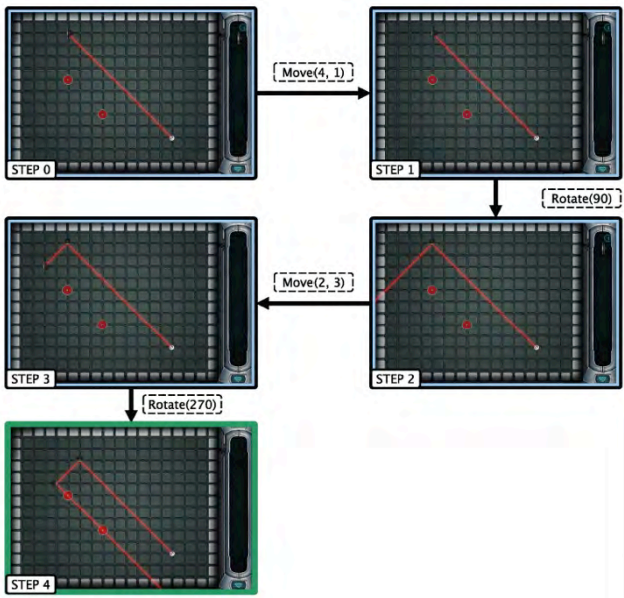 STEP 0
Move(4, 1)
STEP 1
Rotate(90)
STEP 2
Move(2, 3)
STEP 3
Rotate(270)
STEP 4